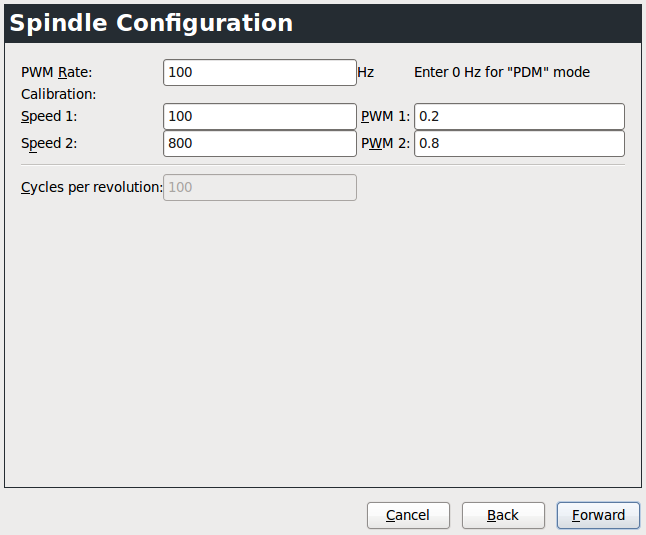 Spindle Configuration
PWM Rate: 100 Hz Enter 0 Hz for "PDM" mode
Calibration:
Speed 1: 100 PWM 1: 0.2
Speed 2: 800 PWM 2: 0.8
Cycles per revolution: 100
Cancel Back Forward